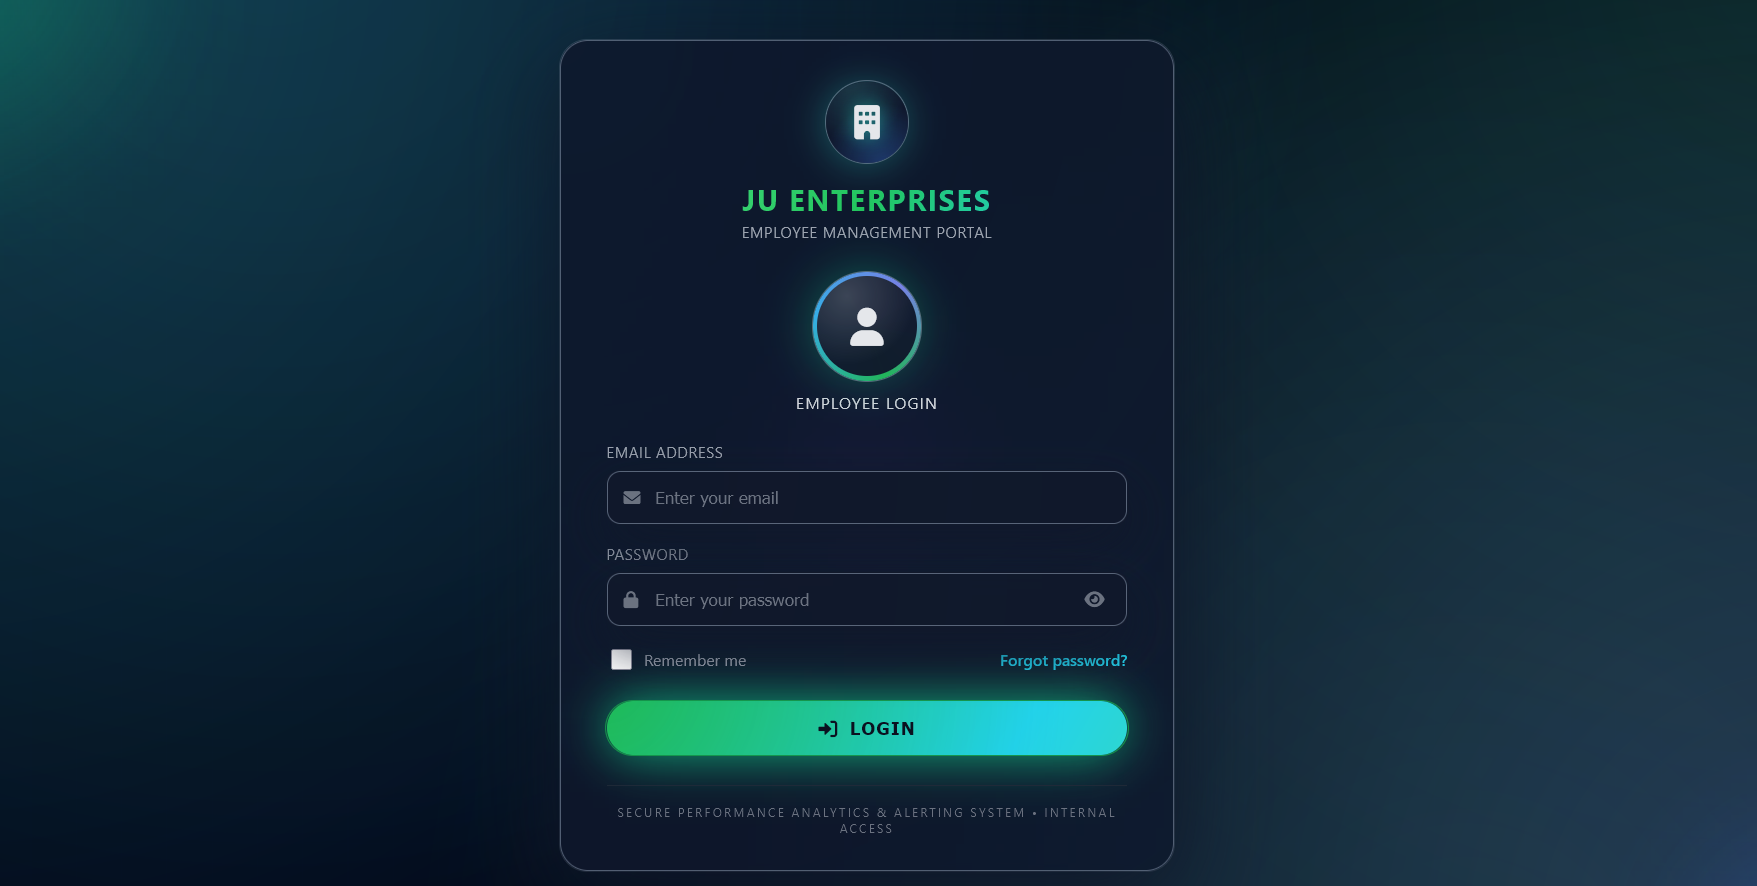 JU ENTERPRISES
EMPLOYEE MANAGEMENT PORTAL
EMPLOYEE LOGIN
EMAIL ADDRESS
Enter your email
PASSWORD
Enter your password
Remember me
Forgot password?
LOGIN
SECURE PERFORMANCE ANALYTICS & ALERTING SYSTEM • INTERNAL
ACCESS